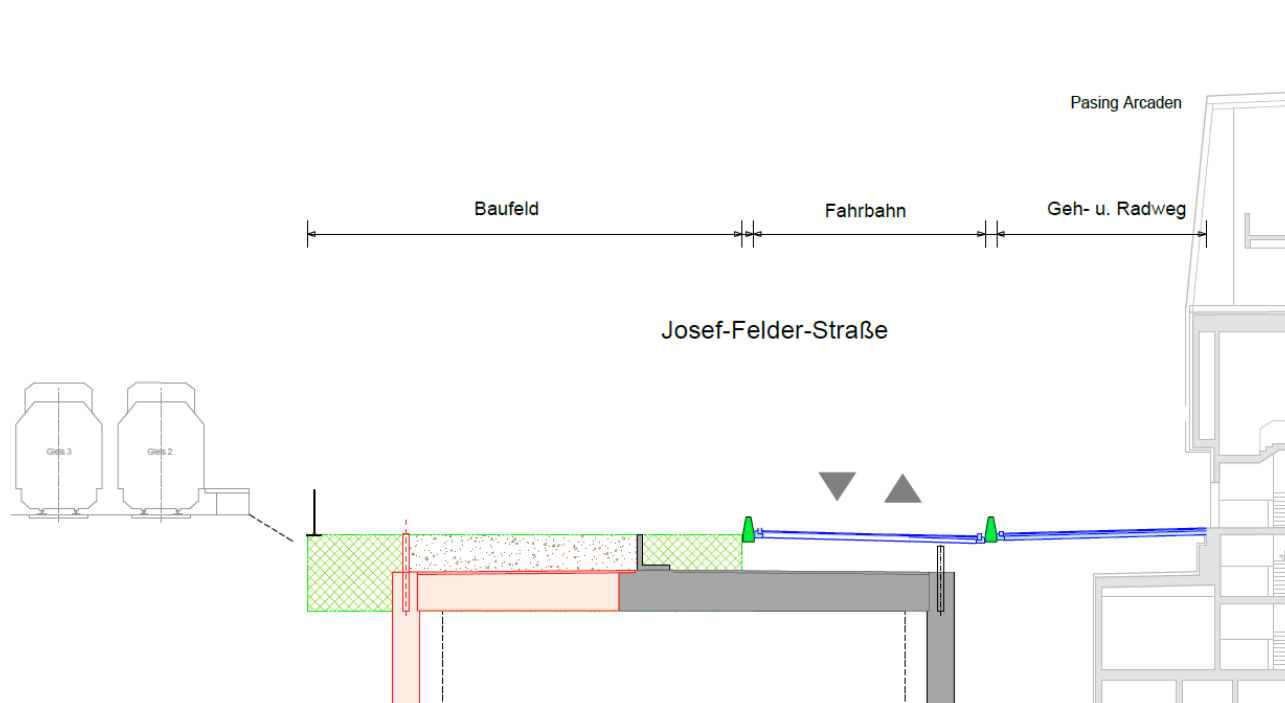 Pasing Arcaden
Baufeld
Fahrbahn
Geh- u. Radweg
Josef-Felder-Straße
Gleis 3
Gleis 2